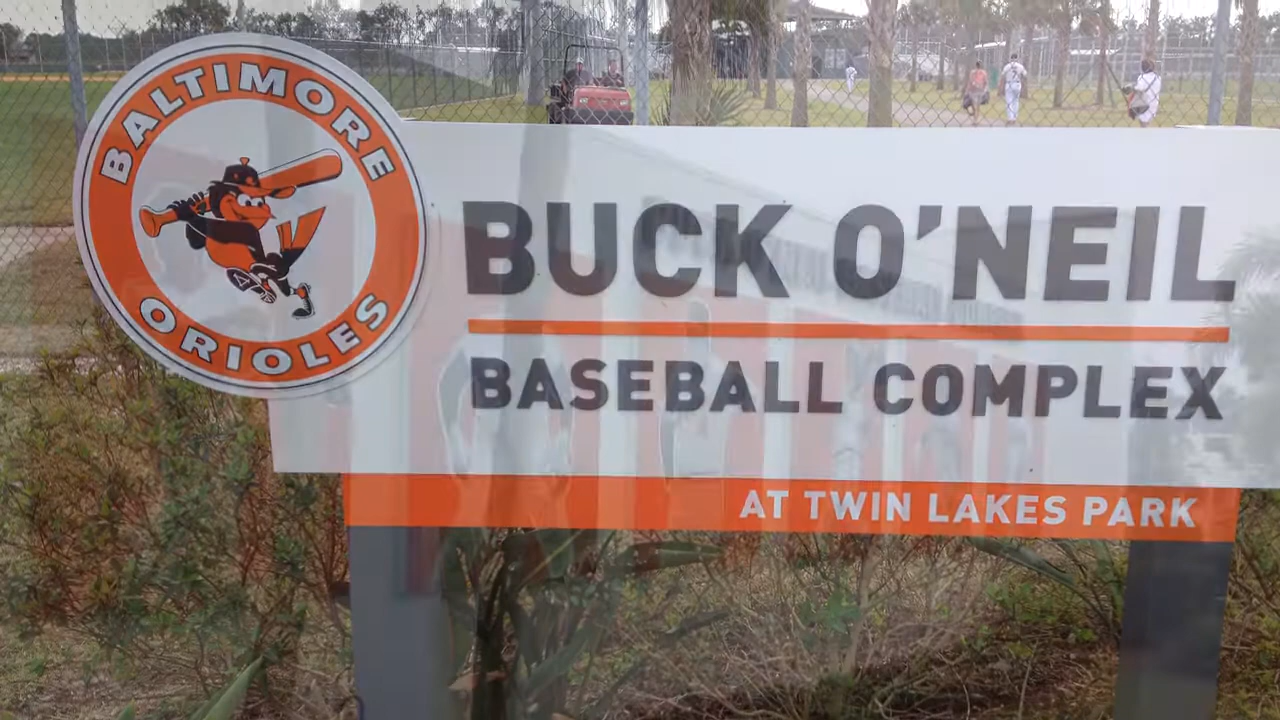 BALTIMORE
ORIOLES
BUCK O'NEIL
BASEBALL COMPLEX
AT TWIN LAKES PARK